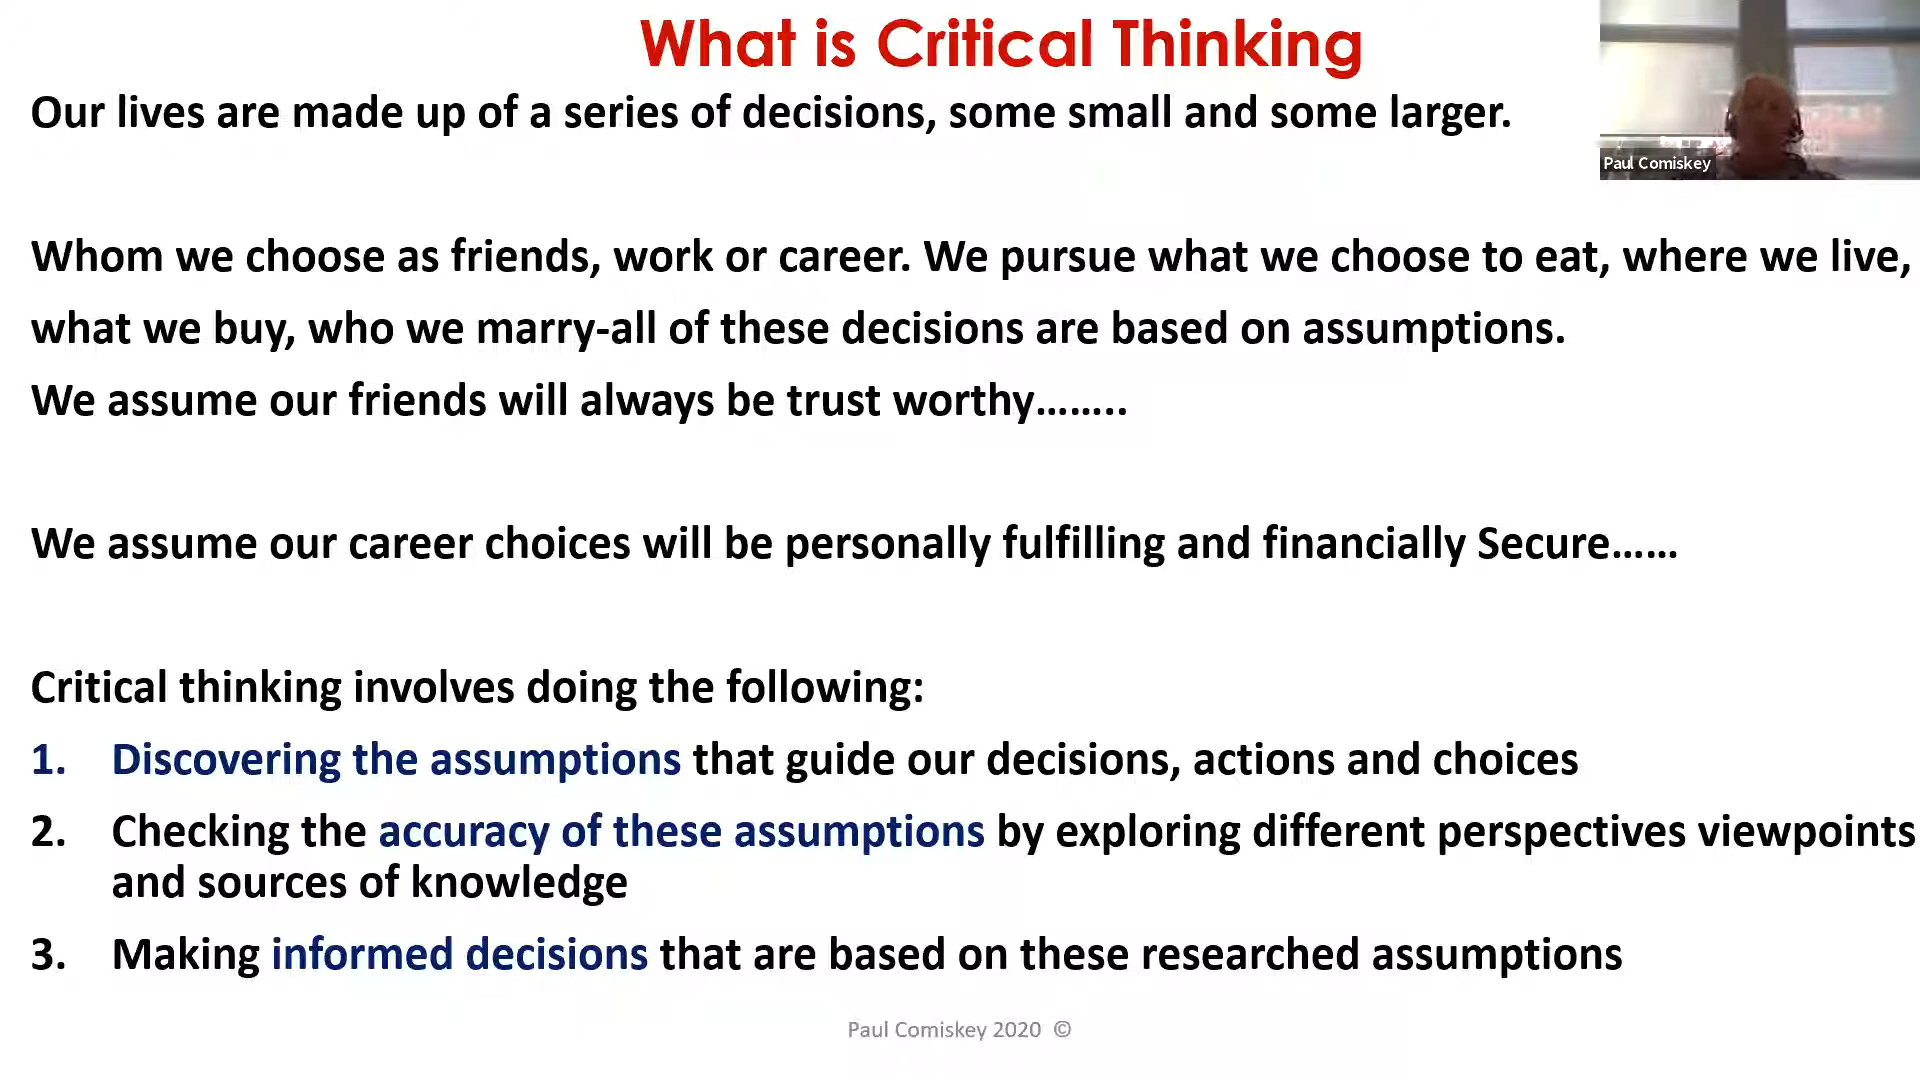 What is Critical Thinking
Our lives are made up of a series of decisions, some small and some larger.
Paul Comiskey
Whom we choose as friends, work or career. We pursue what we choose to eat, where we live,
what we buy, who we marry-all of these decisions are based on assumptions.
We assume our friends will always be trust worthy……..
We assume our career choices will be personally fulfilling and financially Secure……
Critical thinking involves doing the following:
1. Discovering the assumptions that guide our decisions, actions and choices
2. Checking the accuracy of these assumptions by exploring different perspectives viewpoints
and sources of knowledge
3. Making informed decisions that are based on these researched assumptions
Paul Comiskey 2020 ©